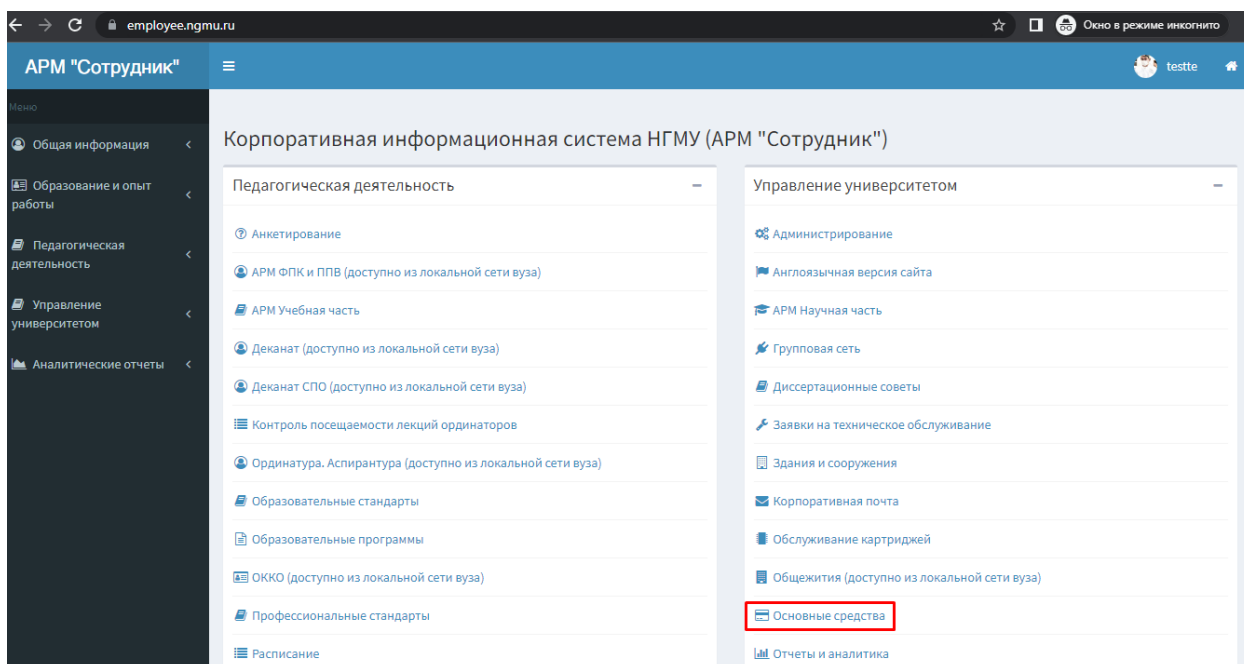 employee.ngmu.ru
Окно в режиме инкогнито
АРМ "Сотрудник"
testte
Меню
Общая информация
Образование и опыт
работы
Педагогическая
деятельность
Управление
университетом
Аналитические отчеты
Корпоративная информационная система НГМУ (АРМ "Сотрудник")
Педагогическая деятельность
Анкетирование
АРМ ФПК и ППВ (доступно из локальной сети вуза)
АРМ Учебная часть
Деканат (доступно из локальной сети вуза)
Деканат СПО (доступно из локальной сети вуза)
Контроль посещаемости лекций ординаторов
Ординатура. Аспирантура (доступно из локальной сети вуза)
Образовательные стандарты
Образовательные программы
ОККО (доступно из локальной сети вуза)
Профессиональные стандарты
Расписание
Управление университетом
Администрирование
Англоязычная версия сайта
АРМ Научная часть
Групповая сеть
Диссертационные советы
Заявки на техническое обслуживание
Здания и сооружения
Корпоративная почта
Обслуживание картриджей
Общежития (доступно из локальной сети вуза)
Основные средства
Отчеты и аналитика